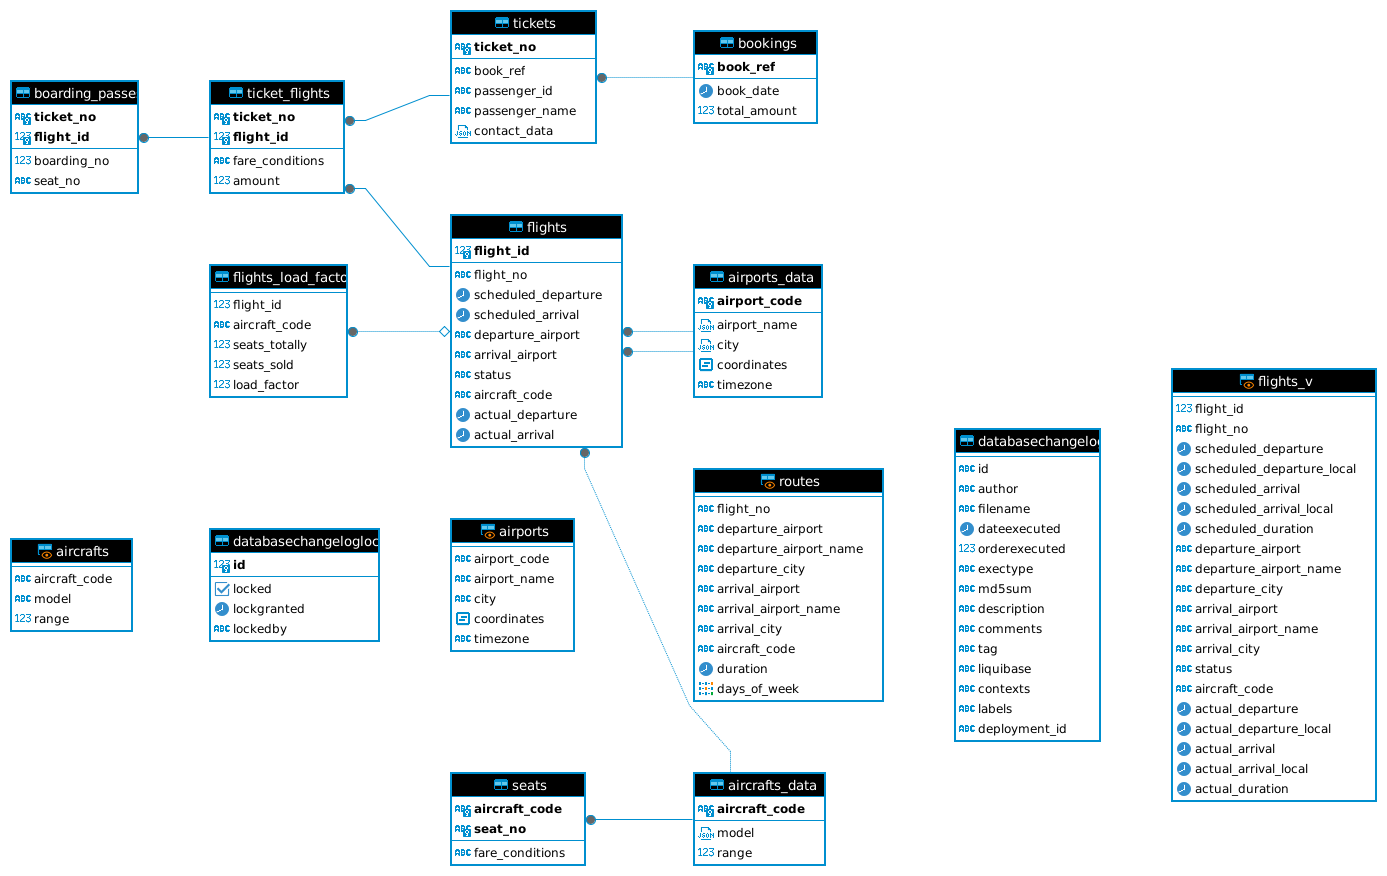 tickets
ticket_no
book_ref
passenger_id
passenger_name
contact_data
bookings
book_ref
book_date
total_amount
boarding_passe
ticket_no
flight_id
boarding_no
seat_no
ticket_flights
ticket_no
flight_id
fare_conditions
amount
flights
flight_id
flight_no
scheduled_departure
scheduled_arrival
departure_airport
arrival_airport
status
aircraft_code
actual_departure
actual_arrival
flights_load_facto
flight_id
aircraft_code
seats_totally
seats_sold
load_factor
airports_data
airport_code
airport_name
city
coordinates
timezone
flights_v
flight_id
flight_no
scheduled_departure
scheduled_departure_local
scheduled_arrival
scheduled_arrival_local
scheduled_duration
departure_airport
departure_airport_name
departure_city
arrival_airport
arrival_airport_name
arrival_city
status
aircraft_code
actual_departure
actual_departure_local
actual_arrival
actual_arrival_local
actual_duration
databasechangelo
id
author
filename
dateexecuted
orderexecuted
exectype
md5sum
description
comments
tag
liquibase
contexts
labels
deployment_id
routes
flight_no
departure_airport
departure_airport_name
departure_city
arrival_airport
arrival_airport_name
arrival_city
aircraft_code
duration
days_of_week
airports
airport_code
airport_name
city
coordinates
timezone
databasechangelogloc
id
locked
lockgranted
lockedby
aircrafts
aircraft_code
model
range
seats
aircraft_code
seat_no
fare_conditions
aircrafts_data
aircraft_code
model
range